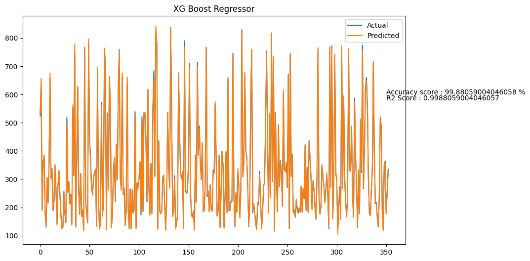 XG Boost Regressor
Actual
Predicted
800
700
600
500
400
300
200
100
Accuracy score : 99.88059004046058 %
R2 Score : 0.9988059004046057
0 50 100 150 200 250 300 350